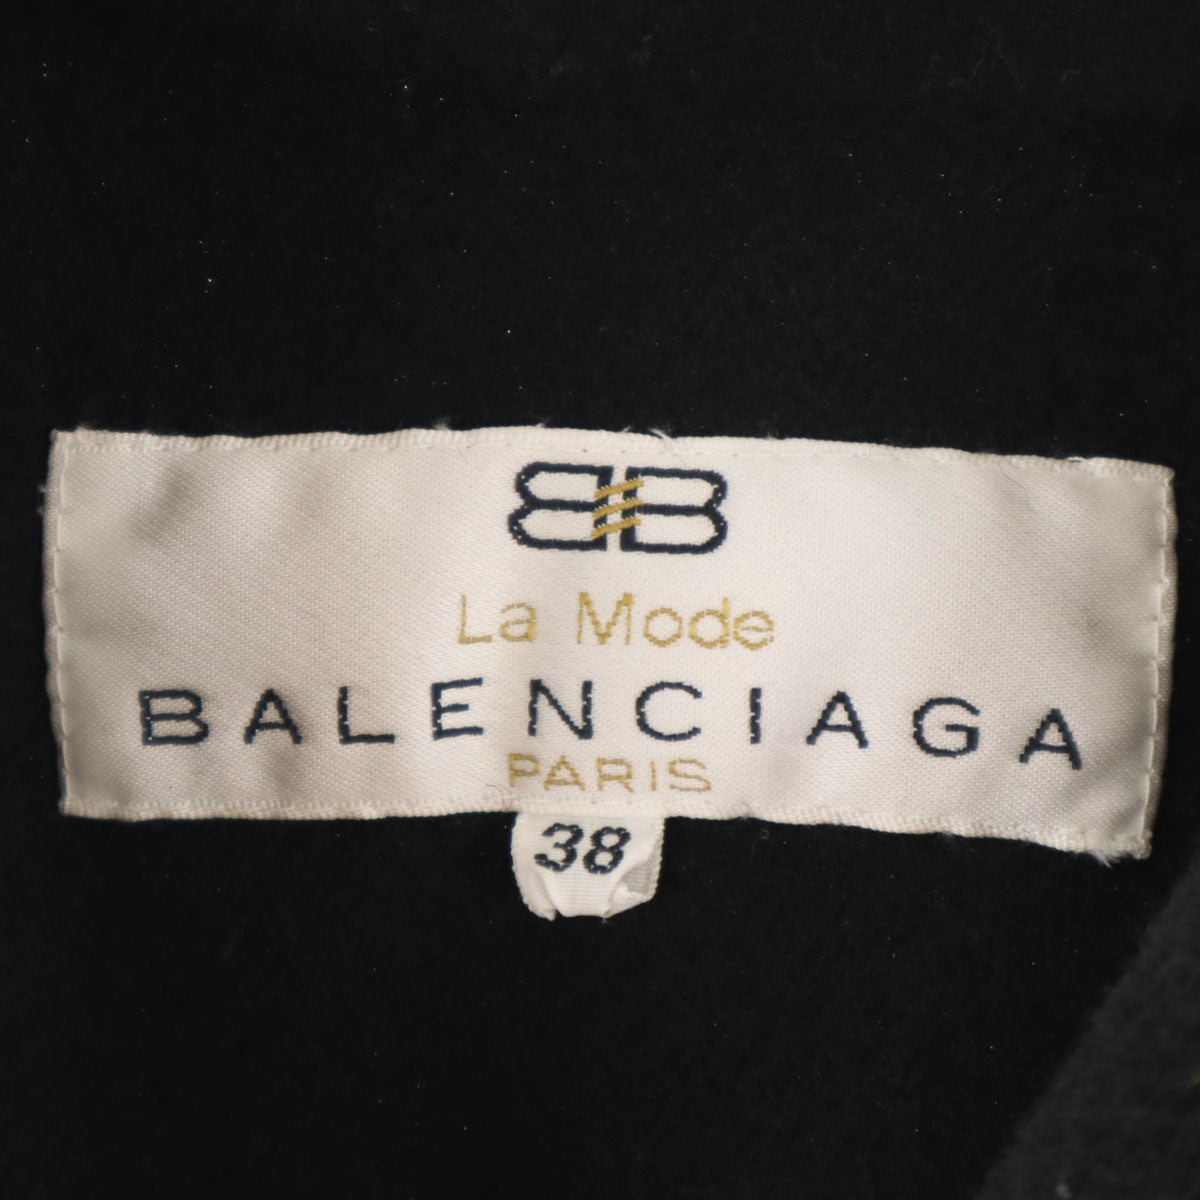 BB
La Mode
BALENCIAGA
PARIS
38